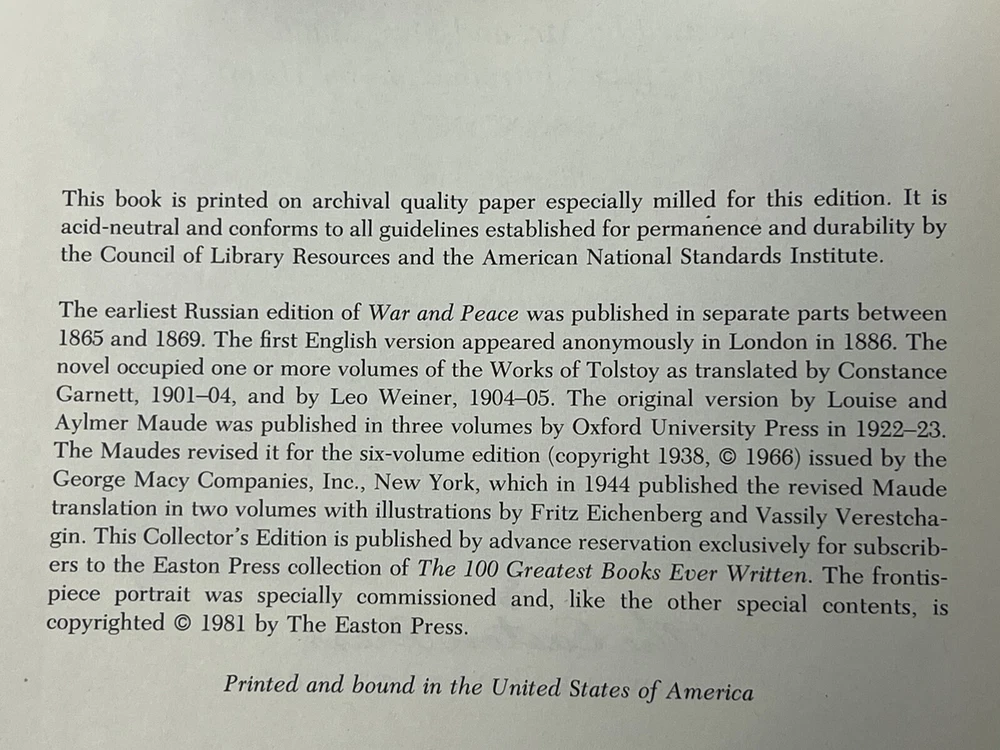 This book is printed on archival quality paper especially milled for this edition. It is
acid-neutral and conforms to all guidelines established for permanence and durability by
the Council of Library Resources and the American National Standards Institute.
The earliest Russian edition of War and Peace was published in separate parts between
1865 and 1869. The first English version appeared anonymously in London in 1886. The
novel occupied one or more volumes of the Works of Tolstoy as translated by Constance
Garnett, 1901–04, and by Leo Weiner, 1904–05. The original version by Louise and
Aylmer Maude was published in three volumes by Oxford University Press in 1922–23.
The Maudes revised it for the six-volume edition (copyright 1938, © 1966) issued by the
George Macy Companies, Inc., New York, which in 1944 published the revised Maude
translation in two volumes with illustrations by Fritz Eichenberg and Vassily Verestcha-
gin. This Collector's Edition is published by advance reservation exclusively for subscrib-
ers to the Easton Press collection of The 100 Greatest Books Ever Written. The frontis-
piece portrait was specially commissioned and, like the other special contents, is
copyrighted © 1981 by The Easton Press.
Printed and bound in the United States of America